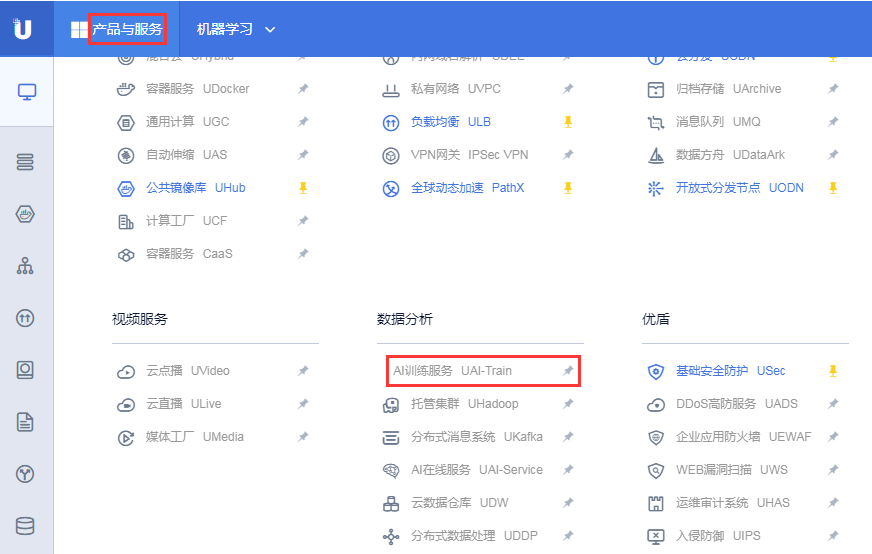 U 产品与服务 机器学习
容器服务 UDocker
通用计算 UGC
自动伸缩 UAS
公共镜像库 UHub
计算工厂 UCF
容器服务 CaaS
私有网络 UVPC
负载均衡 ULB
VPN网关 IPSec VPN
全球动态加速 PathX
归档存储 UArchive
消息队列 UMQ
数据方舟 UDataArk
开放式分发节点 UODN
视频服务
云点播 UVideo
云直播 ULive
媒体工厂 UMedia
数据分析
AI训练服务 UAI-Train
托管集群 UHadoop
分布式消息系统 UKafka
AI在线服务 UAI-Service
云数据仓库 UDW
分布式数据处理 UDDP
优盾
基础安全防护 USec
DDoS高防服务 UADS
企业应用防火墙 UEWAF
WEB漏洞扫描 UWS
运维审计系统 UHAS
入侵防御 UIPS